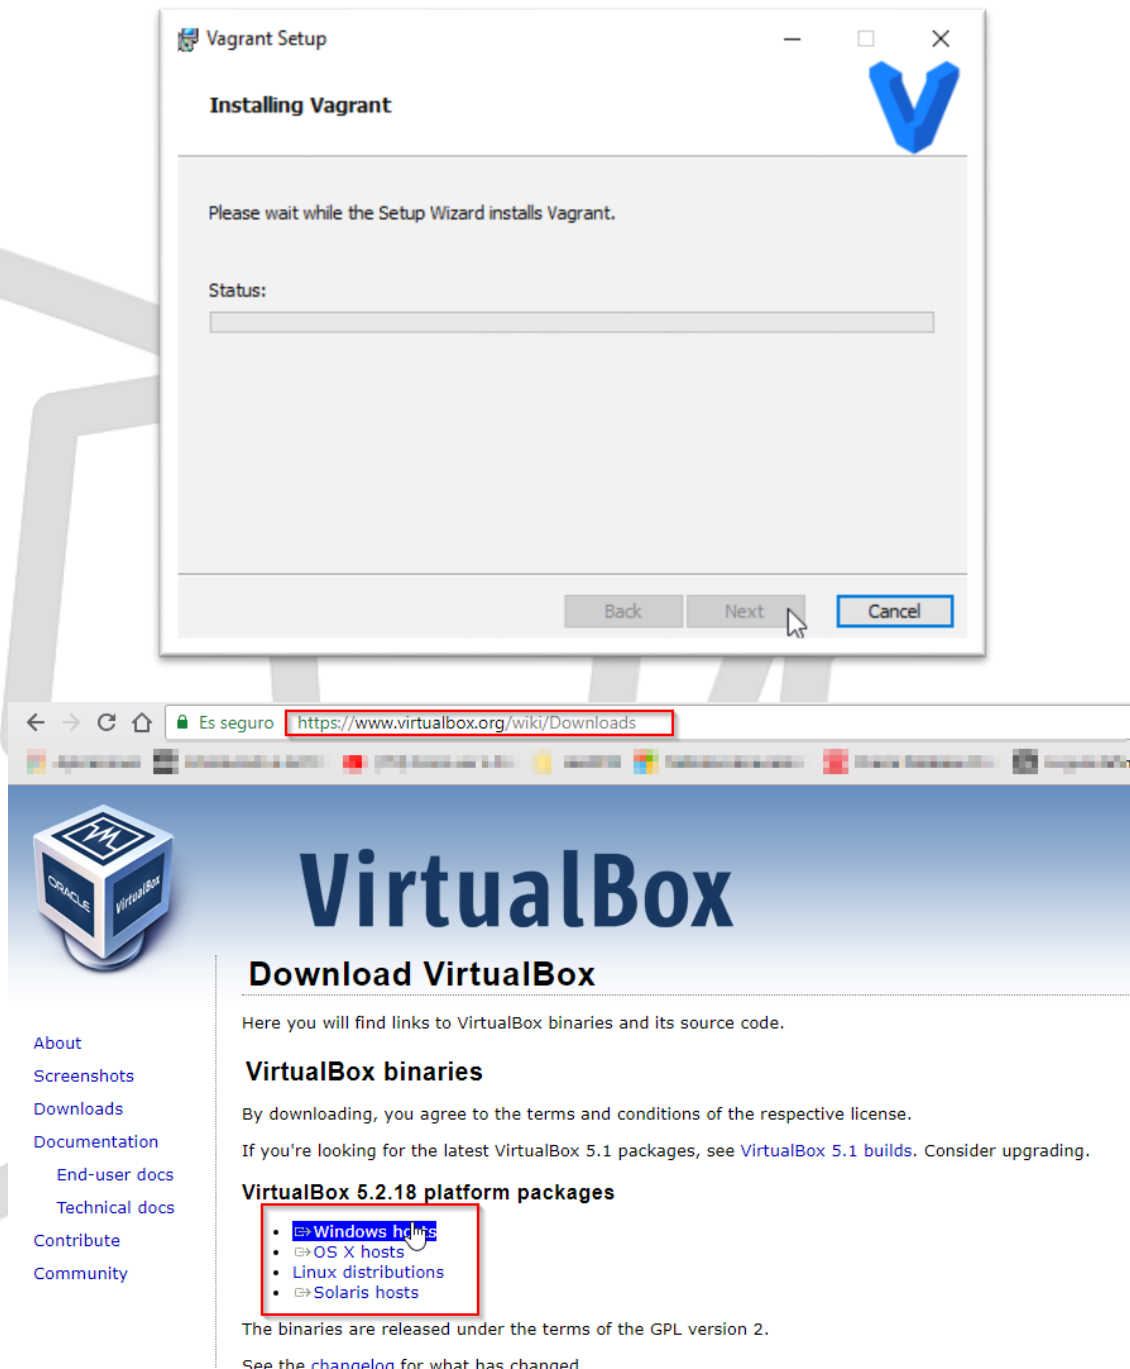 Vagrant Setup
Installing Vagrant
Please wait while the Setup Wizard installs Vagrant.
Status:
Back Next Cancel
Es seguro https://www.virtualbox.org/wiki/Downloads
ORACLE VirtualBox
VirtualBox
Download VirtualBox
Here you will find links to VirtualBox binaries and its source code.
About
Screenshots
Downloads
Documentation
End-user docs
Technical docs
Contribute
Community
VirtualBox binaries
By downloading, you agree to the terms and conditions of the respective license.
If you're looking for the latest VirtualBox 5.1 packages, see VirtualBox 5.1 builds. Consider upgrading.
VirtualBox 5.2.18 platform packages
Windows hosts
OS X hosts
Linux distributions
Solaris hosts
The binaries are released under the terms of the GPL version 2.
See the changelog for what has changed